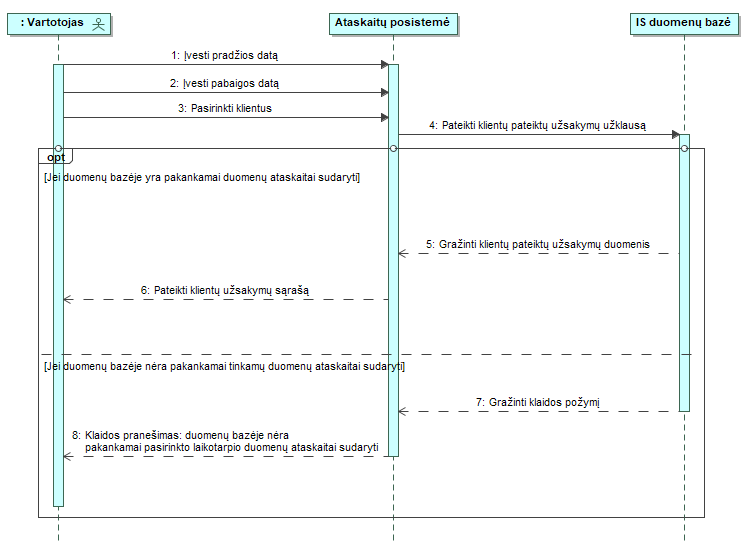 : Vartotojas
Ataskaitų posistemė
IS duomenų bazė
1: Įvesti pradžios datą
2: Įvesti pabaigos datą
3: Pasirinkti klientus
4: Pateikti klientų pateiktų užsakymų užklausą
opt
[Jei duomenų bazėje yra pakankamai duomenų ataskaitai sudaryti]
5: Gražinti klientų pateiktų užsakymų duomenis
6: Pateikti klientų užsakymų sąrašą
[Jei duomenų bazėje nėra pakankamai tinkamų duomenų ataskaitai sudaryti]
7: Gražinti klaidos požymį
8: Klaidos pranešimas: duomenų bazėje nėra
pakankamai pasirinkto laikotarpio duomenų ataskaitai sudaryti